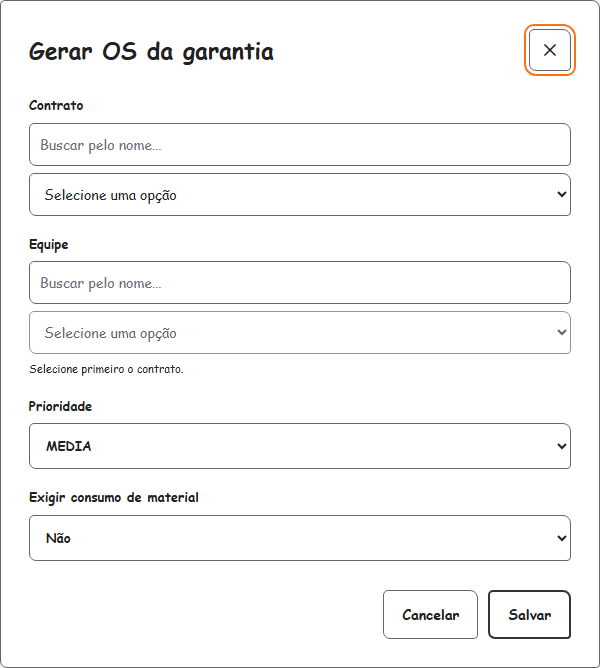 Gerar OS da garantia
Contrato
Buscar pelo nome...
Selecione uma opção
Equipe
Buscar pelo nome...
Selecione uma opção
Selecione primeiro o contrato.
Prioridade
MEDIA
Exigir consumo de material
Não
Cancelar
Salvar